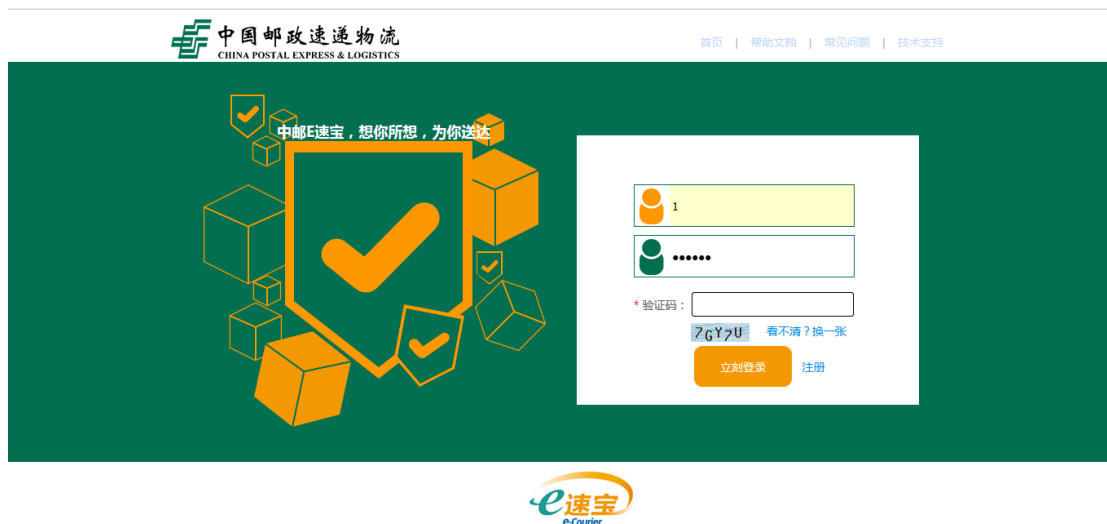 中国邮政速递物流
CHINA POSTAL EXPRESS & LOGISTICS
首页 | 帮助文档 | 常见问题 | 技术支持
中邮E速宝，想你所想，为你送达
1
••••••
* 验证码：
ZGY7U 看不清？换一张
立刻登录 注册
e速宝
e-Courier